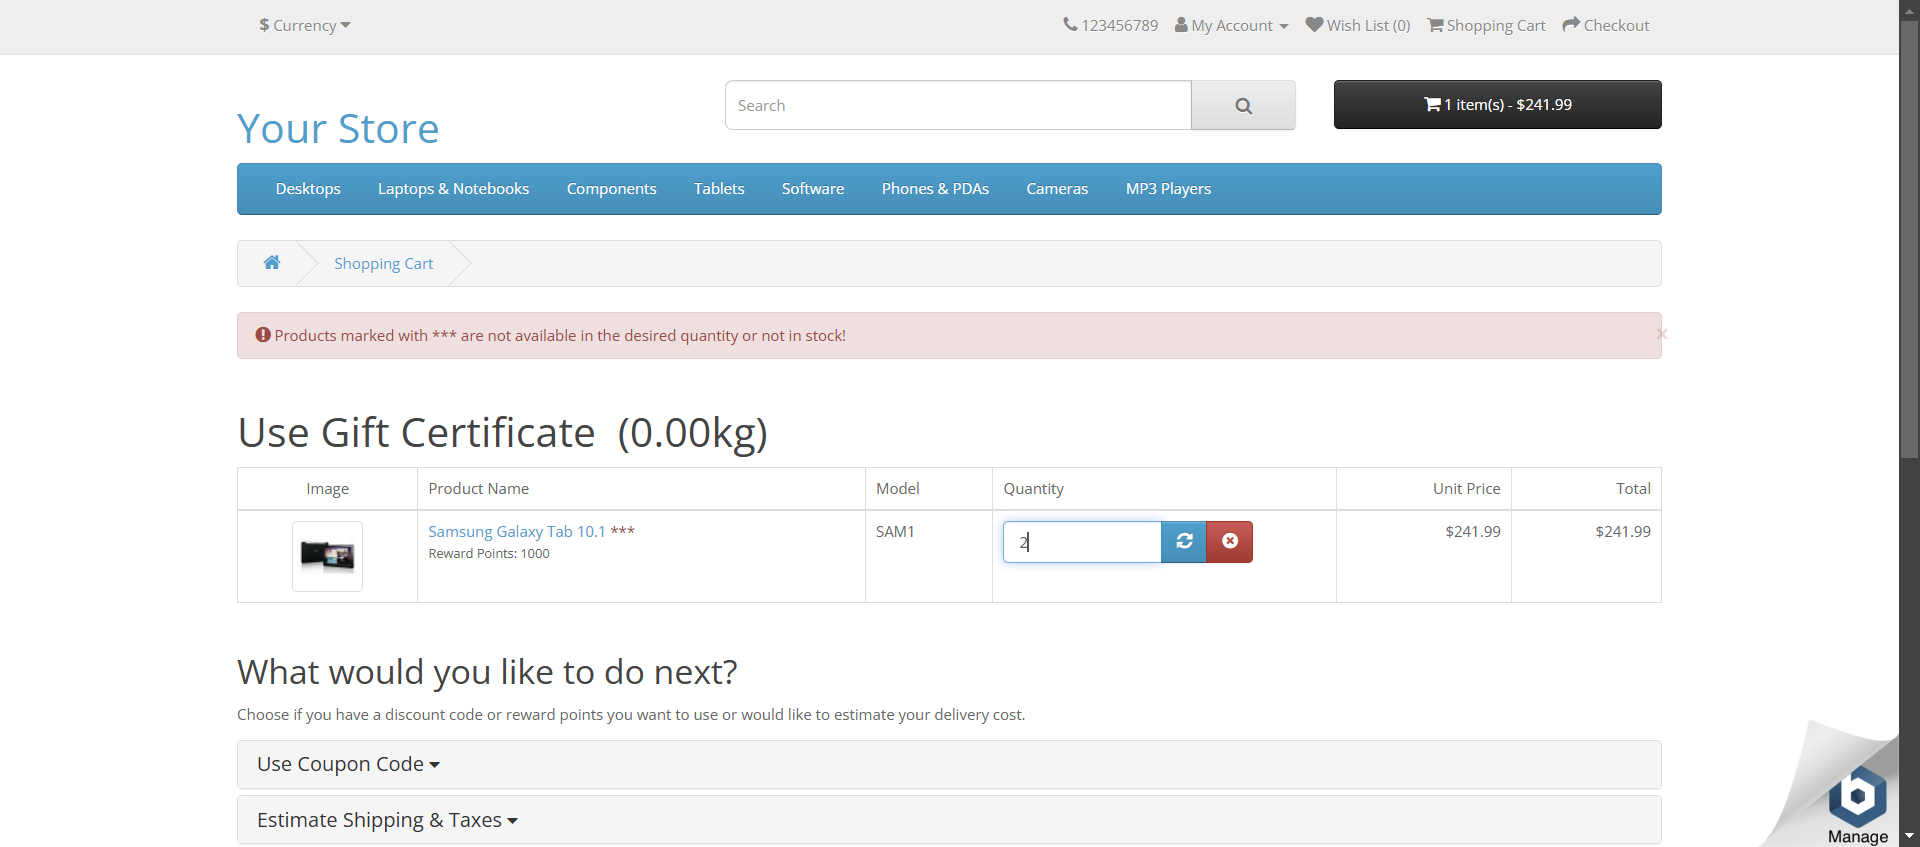 $ Currency
123456789 My Account Wish List (0) Shopping Cart Checkout
Your Store
Search
1 item(s) - $241.99
Desktops Laptops & Notebooks Components Tablets Software Phones & PDAs Cameras MP3 Players
Shopping Cart
Products marked with *** are not available in the desired quantity or not in stock!
×
Use Gift Certificate (0.00kg)
Image Product Name Model Quantity Unit Price Total
Samsung Galaxy Tab 10.1 *** SAM1 2 $241.99 $241.99
Reward Points: 1000
What would you like to do next?
Choose if you have a discount code or reward points you want to use or would like to estimate your delivery cost.
Use Coupon Code
Estimate Shipping & Taxes
b
Manage